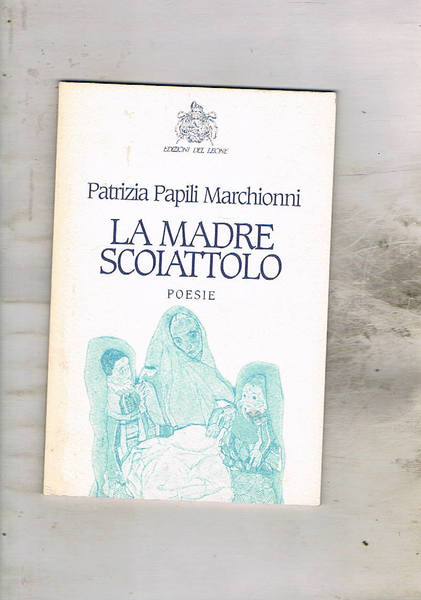 EDIZIONI DEL LEONE
Patrizia Papili Marchionni
LA MADRE
SCOIATTOLO
POESIE